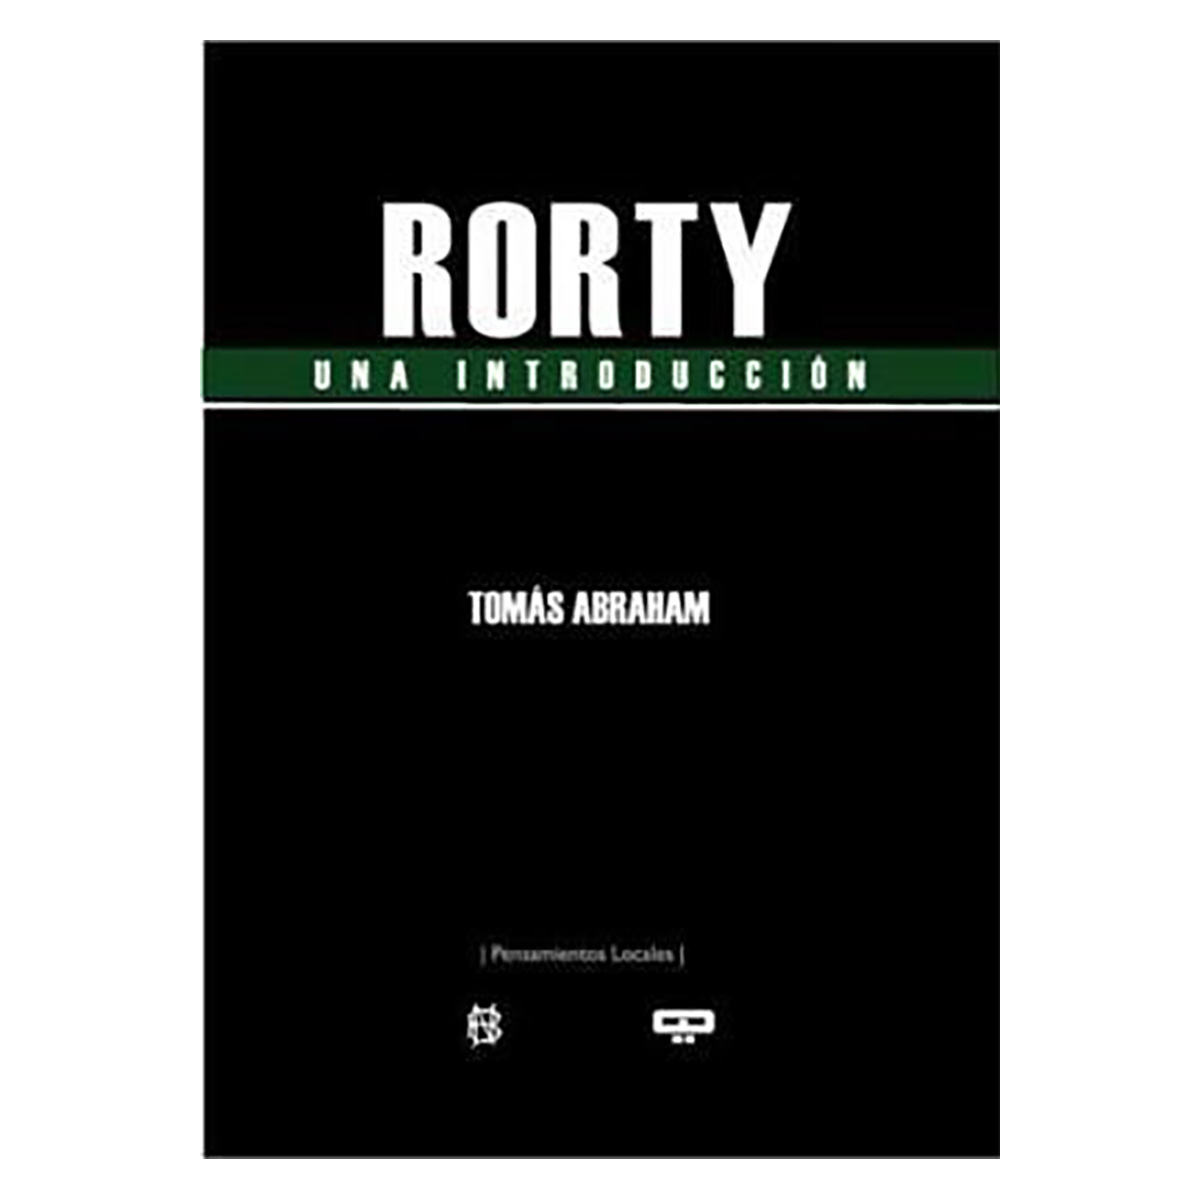 RORTY
UNA INTRODUCCIÓN
TOMÁS ABRAHAM
| Pensamientos Locales |